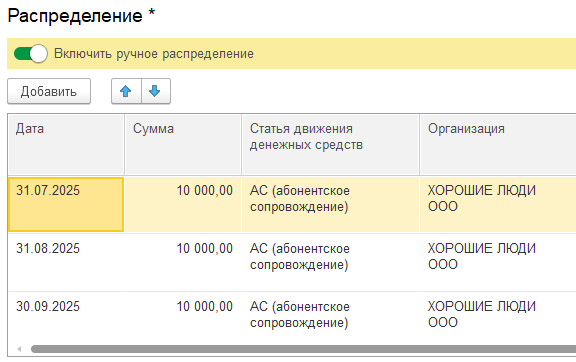 Распределение *
Включить ручное распределение
Добавить
Дата Сумма Статья движения Организация
денежных средств
31.07.2025 10 000,00 АС (абонентское ХОРОШИЕ ЛЮДИ
сопровождение) ООО
31.08.2025 10 000,00 АС (абонентское ХОРОШИЕ ЛЮДИ
сопровождение) ООО
30.09.2025 10 000,00 АС (абонентское ХОРОШИЕ ЛЮДИ
сопровождение) ООО